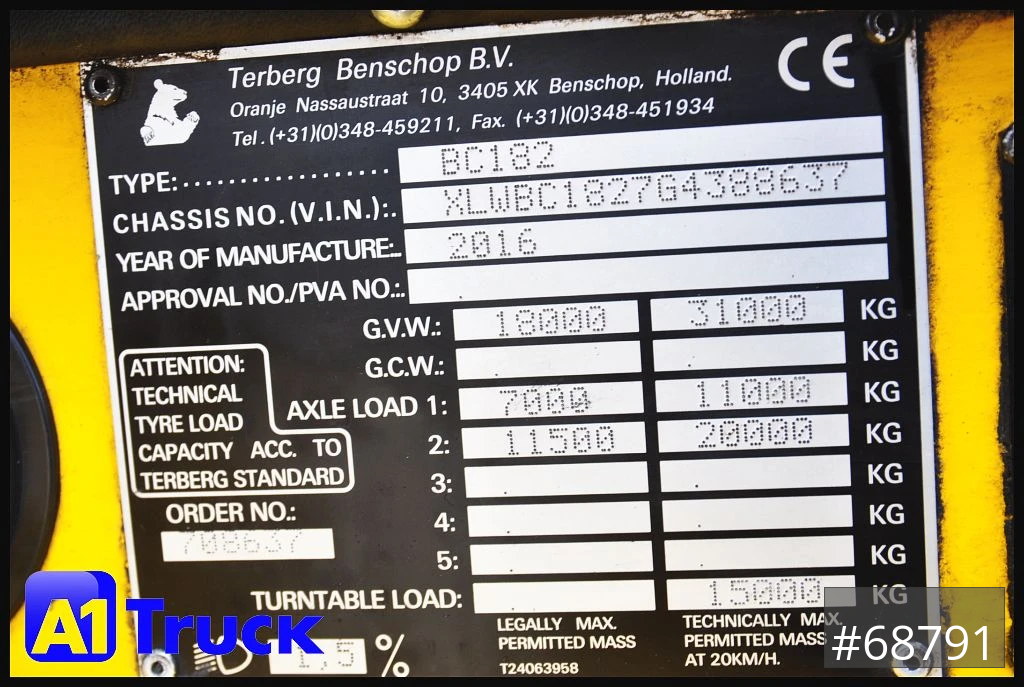 Terberg Benschop B.V.
Oranje Nassaustraat 10, 3405 XK Benschop, Holland.
Tel. (+31)(0)348-459211, Fax. (+31)(0)348-451934
CE
TYPE:.................. BC182
CHASSIS NO. (V.I.N.):. XLWBC1827G4388637
YEAR OF MANUFACTURE:.. 2016
APPROVAL NO./PVA NO.:..
G.V.W.: 18000 31000 KG
G.C.W.: KG
ATTENTION:
TECHNICAL
TYRE LOAD
CAPACITY ACC. TO
TERBERG STANDARD
AXLE LOAD 1: 7000 11000 KG
2: 11500 20000 KG
3: KG
4: KG
5: KG
ORDER NO.:
708637
TURNTABLE LOAD: 15000 KG
LEGALLY MAX.
PERMITTED MASS
T24063958
TECHNICALLY MAX.
PERMITTED MASS
AT 20KM/H.
1,5 %
A1 Truck
#68791